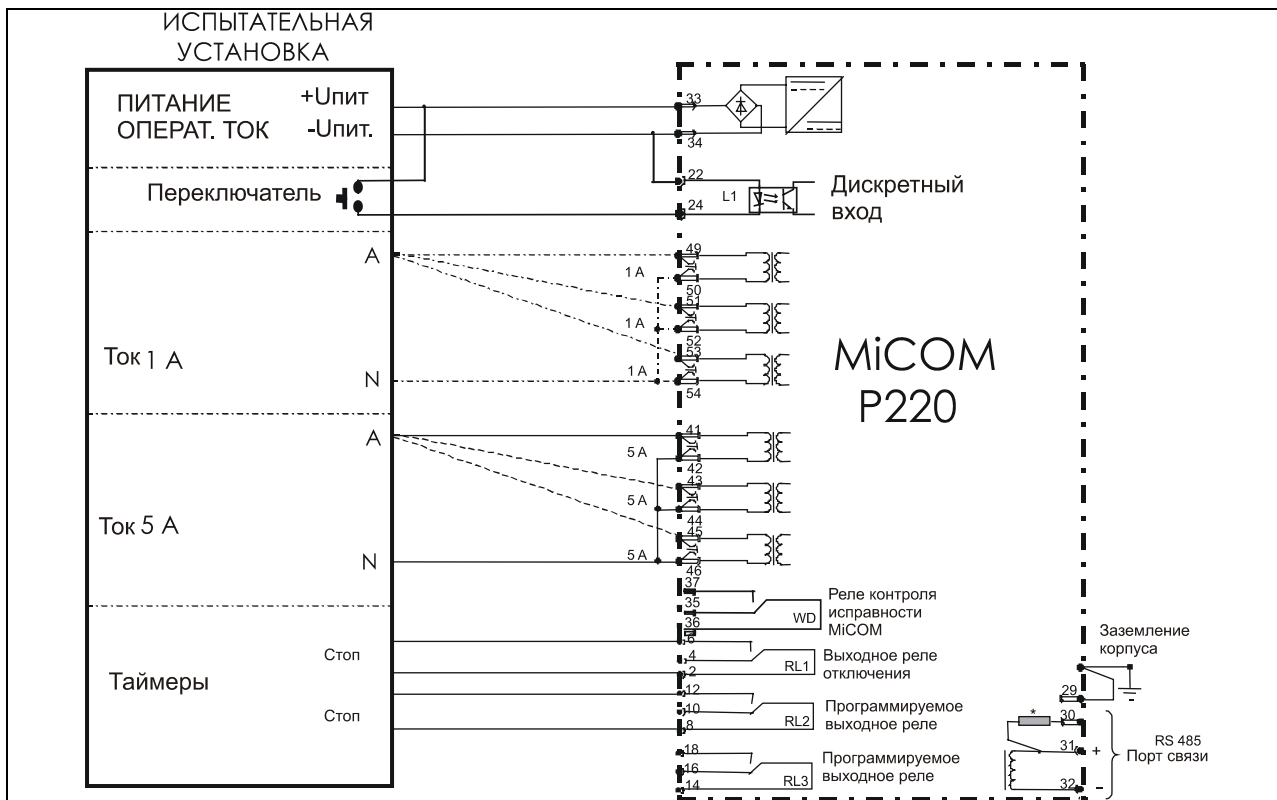 ИСПЫТАТЕЛЬНАЯ
УСТАНОВКА
ПИТАНИЕ
ОПЕРАТ. ТОК
+Uпит
-Uпит.
33
34
Переключатель
22
24
L1
Дискретный
вход
A
Ток 1 А
N
49
1 A
50
51
1 A
52
53
1 A
54
MiCOM
P220
A
Ток 5 А
N
41
5 A
42
43
5 A
44
45
5 A
46
37
35
36
WD
Реле контроля
исправности
MiCOM
Таймеры
Стоп
Стоп
6
4
2
RL1
Выходное реле
отключения
12
10
8
RL2
Программируемое
выходное реле
18
16
14
RL3
Программируемое
выходное реле
Заземление
корпуса
29
*
30
31
+
32
-
RS 485
Порт связи